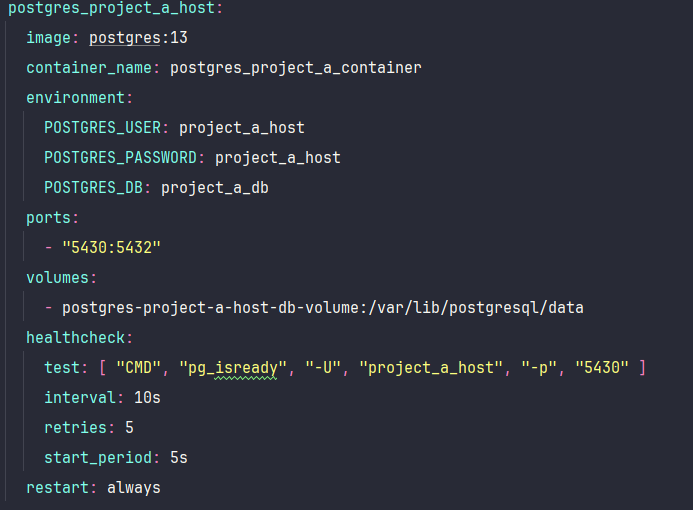 postgres_project_a_host:
image: postgres:13
container_name: postgres_project_a_container
environment:
POSTGRES_USER: project_a_host
POSTGRES_PASSWORD: project_a_host
POSTGRES_DB: project_a_db
ports:
- "5430:5432"
volumes:
- postgres-project-a-host-db-volume:/var/lib/postgresql/data
healthcheck:
test: [ "CMD", "pg_isready", "-U", "project_a_host", "-p", "5430" ]
interval: 10s
retries: 5
start_period: 5s
restart: always